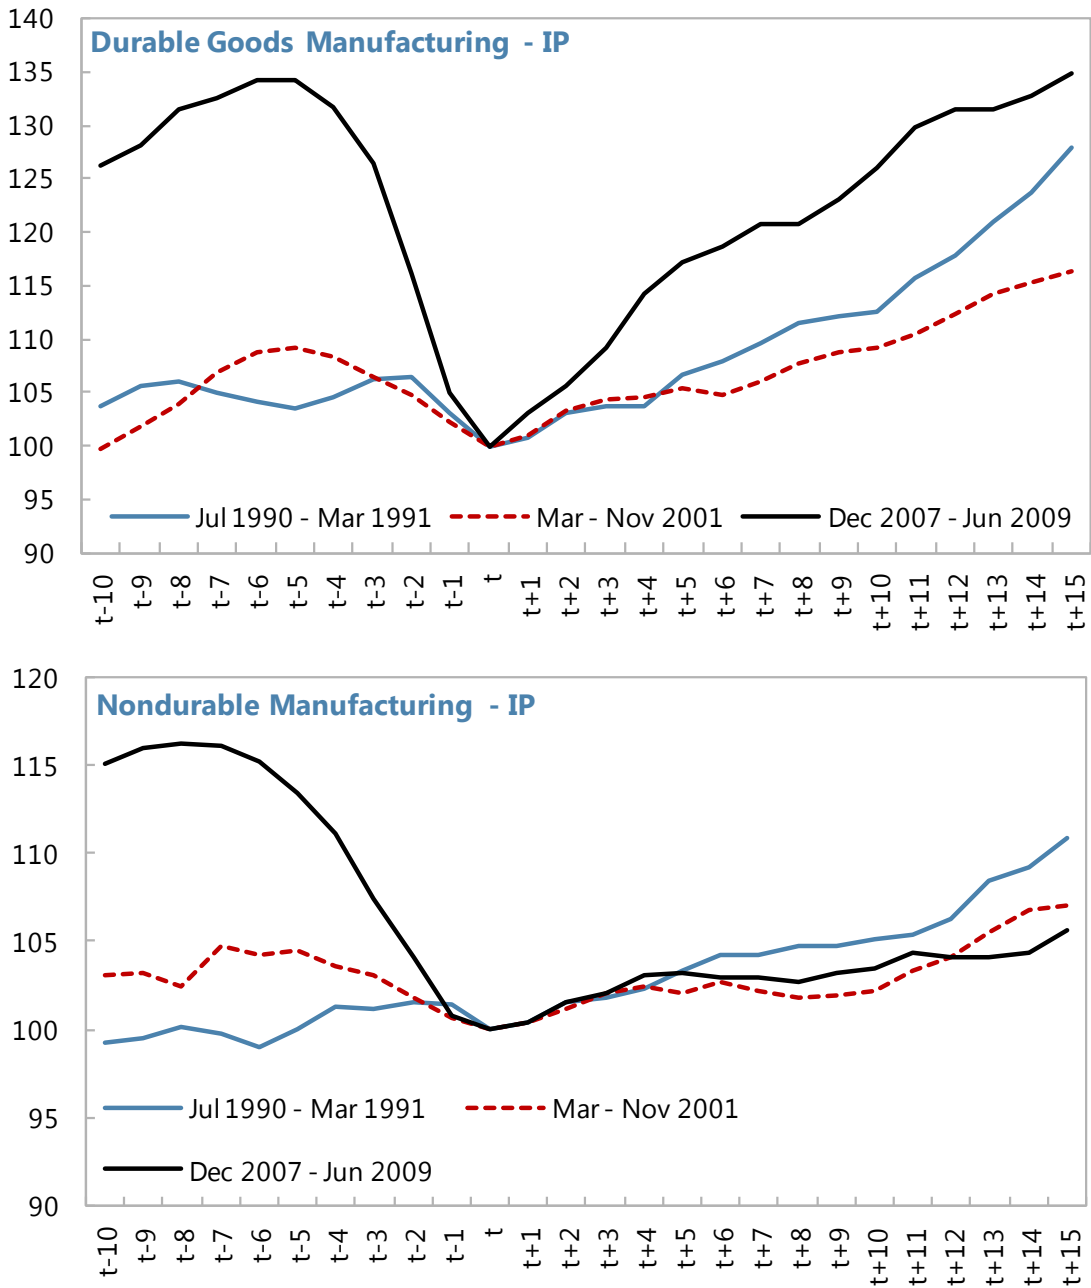 140
Durable Goods Manufacturing - IP
135
130
125
120
115
110
105
100
95
Jul 1990 - Mar 1991 Mar - Nov 2001 Dec 2007 - Jun 2009
90
t-10 t-9 t-8 t-7 t-6 t-5 t-4 t-3 t-2 t-1 t t+1 t+2 t+3 t+4 t+5 t+6 t+7 t+8 t+9 t+10 t+11 t+12 t+13 t+14 t+15
120
Nondurable Manufacturing - IP
115
110
105
100
95
Jul 1990 - Mar 1991 Mar - Nov 2001
Dec 2007 - Jun 2009
90
t-10 t-9 t-8 t-7 t-6 t-5 t-4 t-3 t-2 t-1 t t+1 t+2 t+3 t+4 t+5 t+6 t+7 t+8 t+9 t+10 t+11 t+12 t+13 t+14 t+15